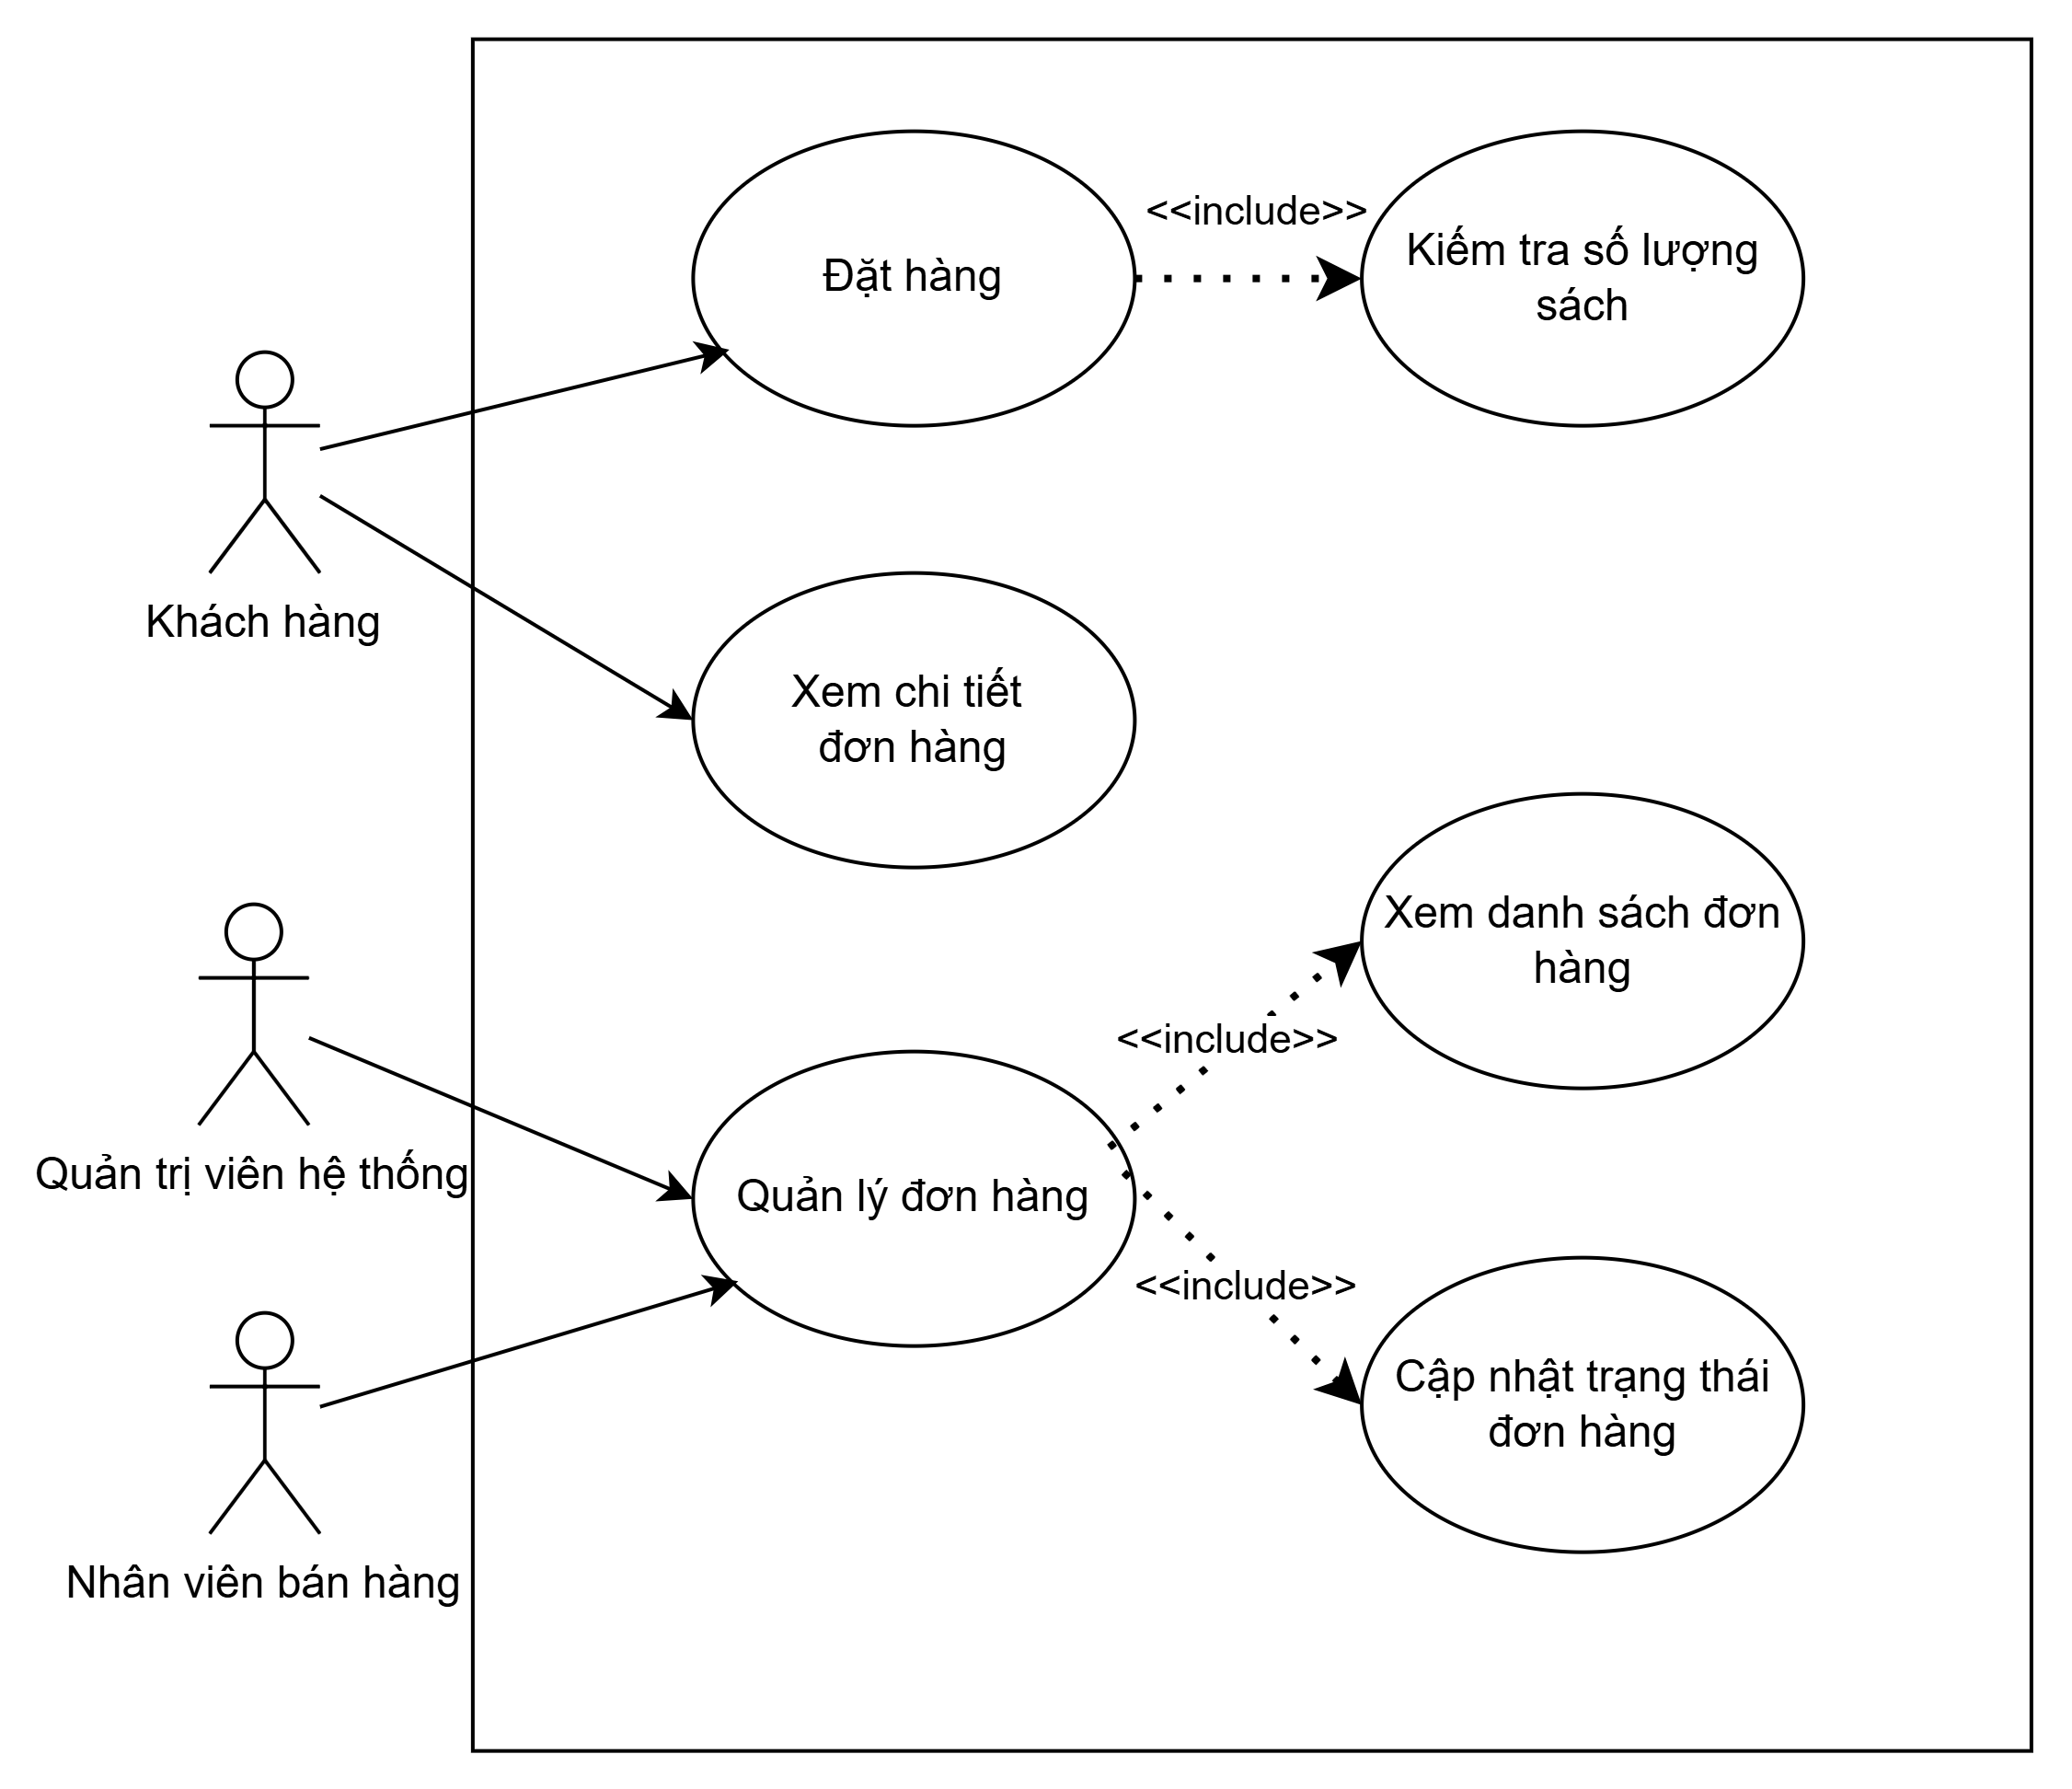 <<include>>
Đặt hàng
Kiểm tra số lượng
sách
Khách hàng
Xem chi tiết
đơn hàng
Xem danh sách đơn
hàng
<<include>>
Quản trị viên hệ thống
Quản lý đơn hàng
<<include>>
Cập nhật trạng thái
đơn hàng
Nhân viên bán hàng